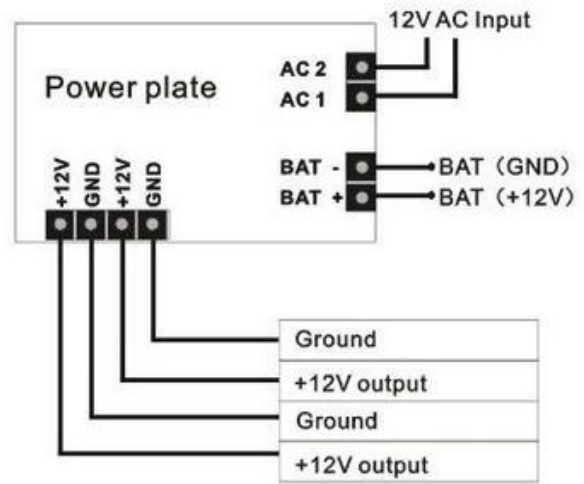 12V AC Input
Power plate
AC 2
AC 1
BAT - BAT（GND）
BAT + BAT（+12V）
+12V GND +12V GND
Ground
+12V output
Ground
+12V output